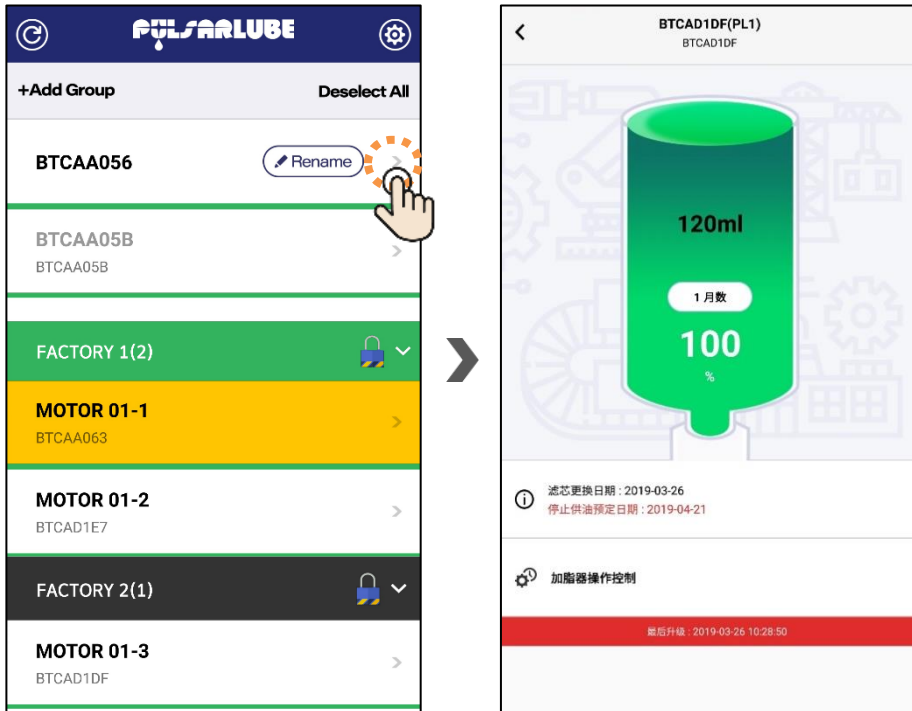 PULSARLUBE
+Add Group Deselect All
BTCAA056 Rename
BTCAA05B
BTCAA05B
FACTORY 1(2)
MOTOR 01-1
BTCAA063
MOTOR 01-2
BTCAD1E7
FACTORY 2(1)
MOTOR 01-3
BTCAD1DF
BTCAD1DF(PL1)
BTCAD1DF
120ml
1 月数
100
%
滤芯更换日期 : 2019-03-26
停止供油预定日期 : 2019-04-21
加脂器操作控制
最后升级 : 2019-03-26 10:28:50